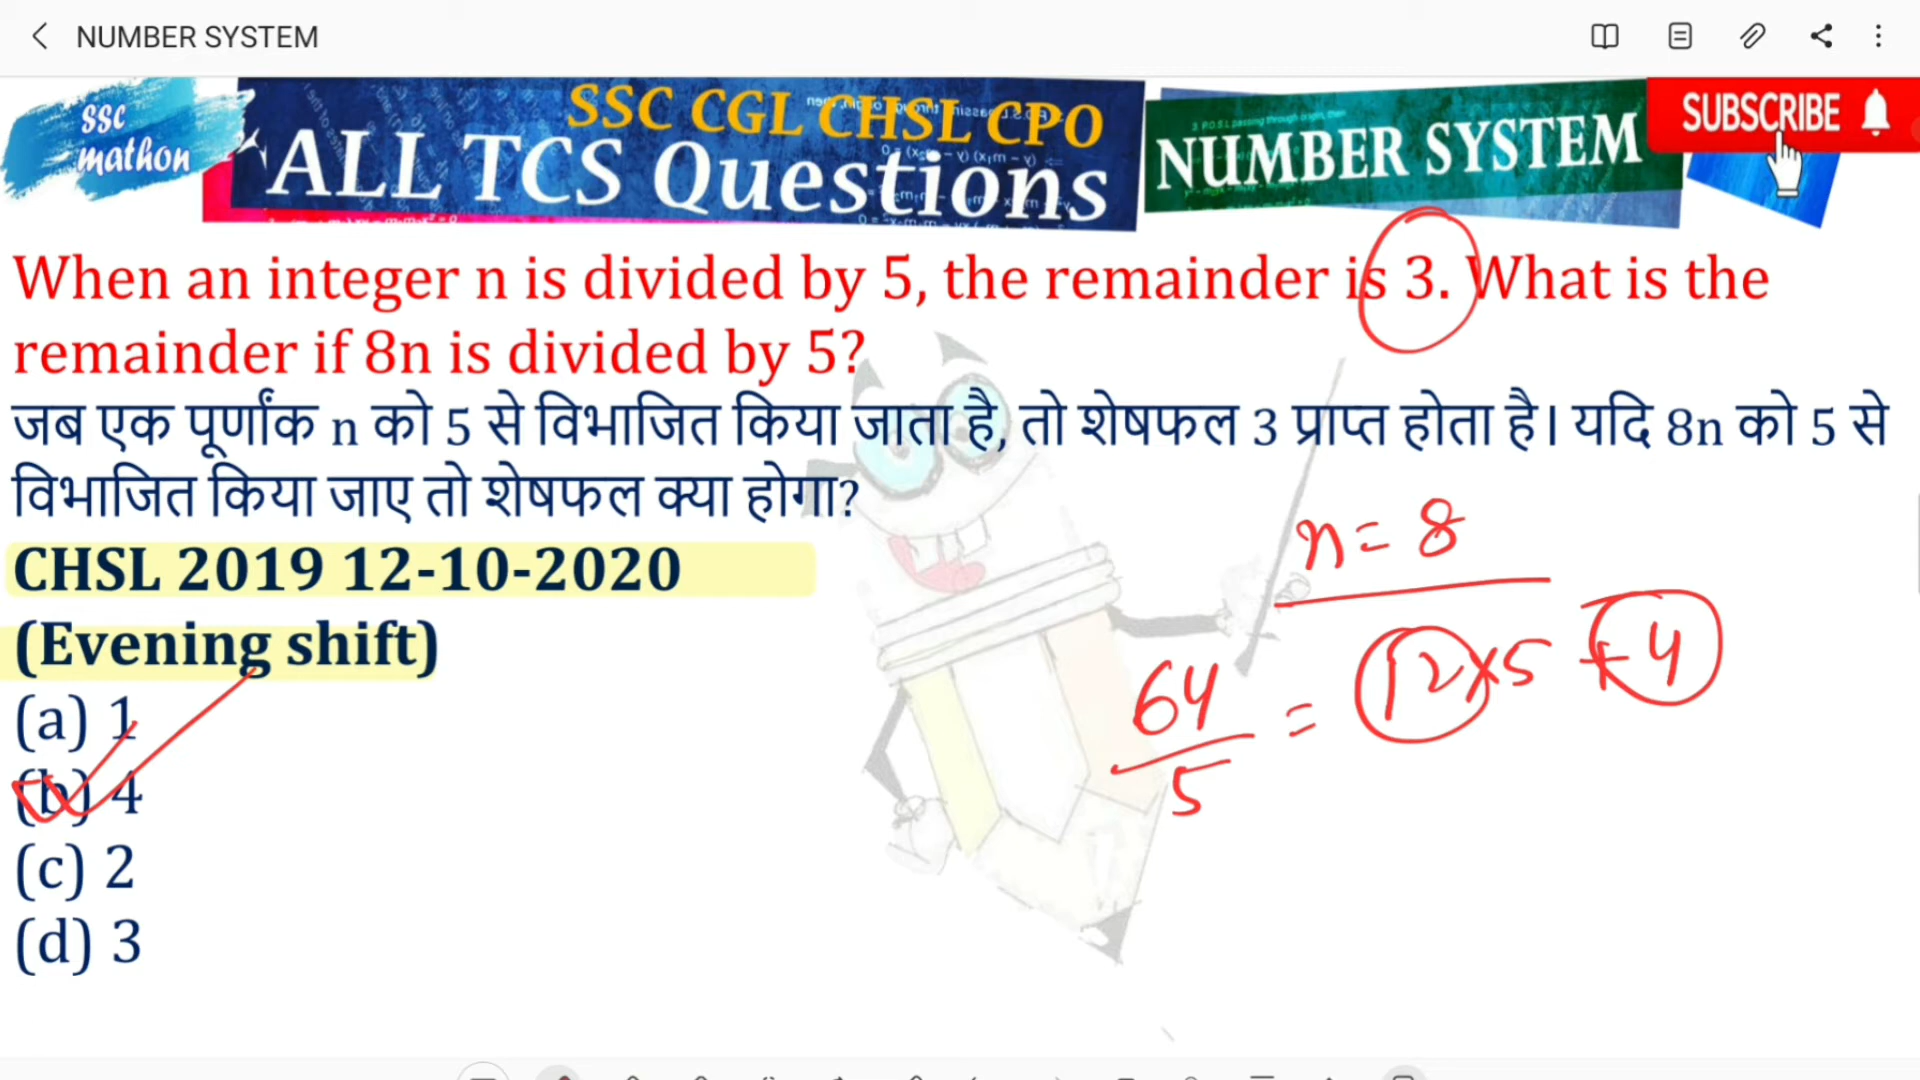 NUMBER SYSTEM
SSC
mathon
SSC CGL CHSL CPO
ALL TCS Questions
NUMBER SYSTEM
SUBSCRIBE
When an integer n is divided by 5, the remainder is 3. What is the
remainder if 8n is divided by 5?
जब एक पूर्णांक n को 5 से विभाजित किया जाता है, तो शेषफल 3 प्राप्त होता है। यदि 8n को 5 से
विभाजित किया जाए तो शेषफल क्या होगा?
n = 8
CHSL 2019 12-10-2020
(Evening shift)
64/5 = 12×5 + 4
(a) 1
(b) 4
(c) 2
(d) 3